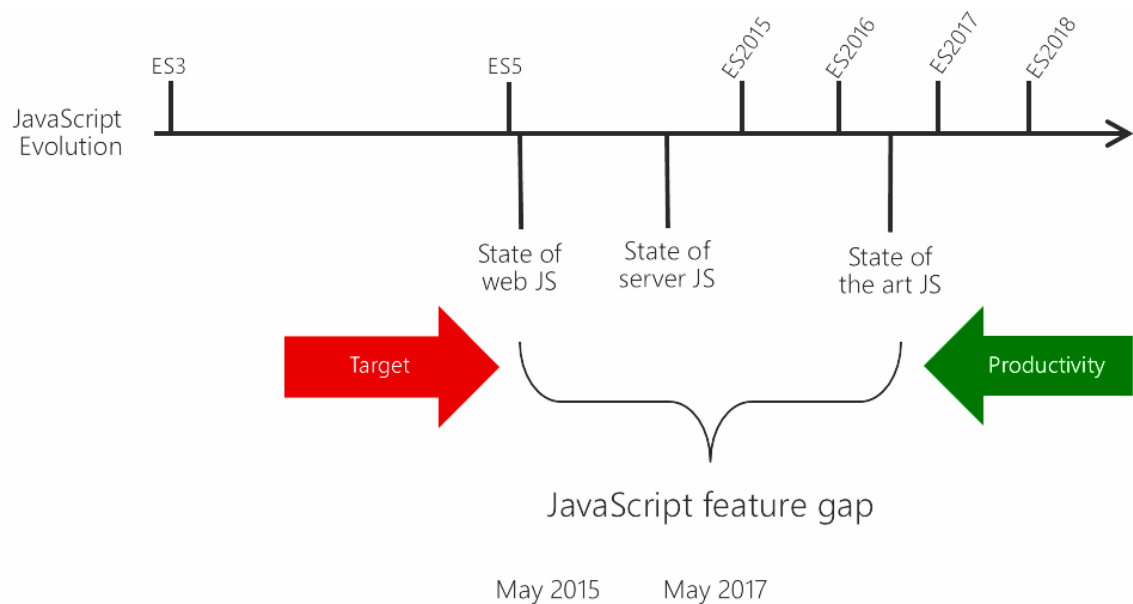 ES3
ES5
ES2015
ES2016
ES2017
ES2018
JavaScript
Evolution
State of
web JS
State of
server JS
State of
the art JS
Target
Productivity
JavaScript feature gap
May 2015
May 2017